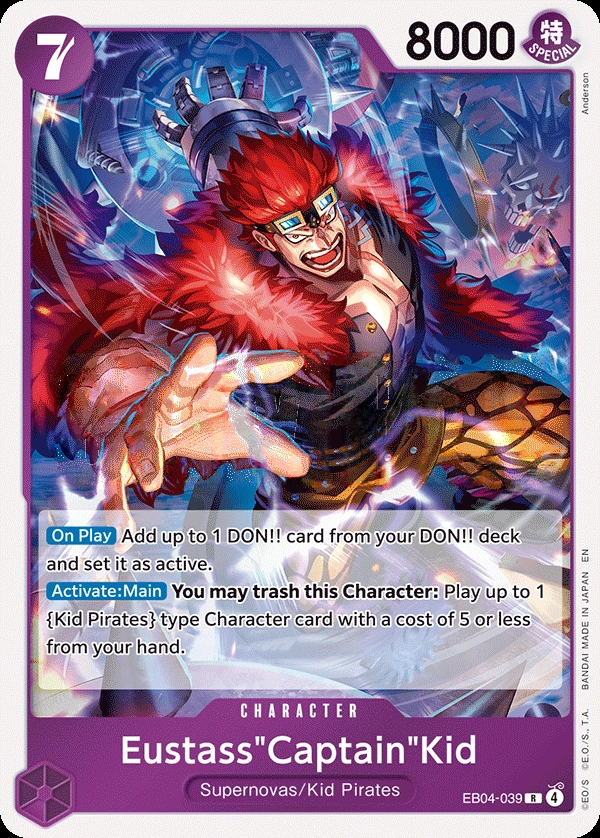 7
8000
特
SPECIAL
Anderson
On Play Add up to 1 DON!! card from your DON!! deck
and set it as active.
Activate:Main You may trash this Character: Play up to 1
{Kid Pirates} type Character card with a cost of 5 or less
from your hand.
CHARACTER
Eustass"Captain"Kid
Supernovas/Kid Pirates
EB04-039 R 4
©E.O/S ©E.O./S., T.A. BANDAI MADE IN JAPAN EN